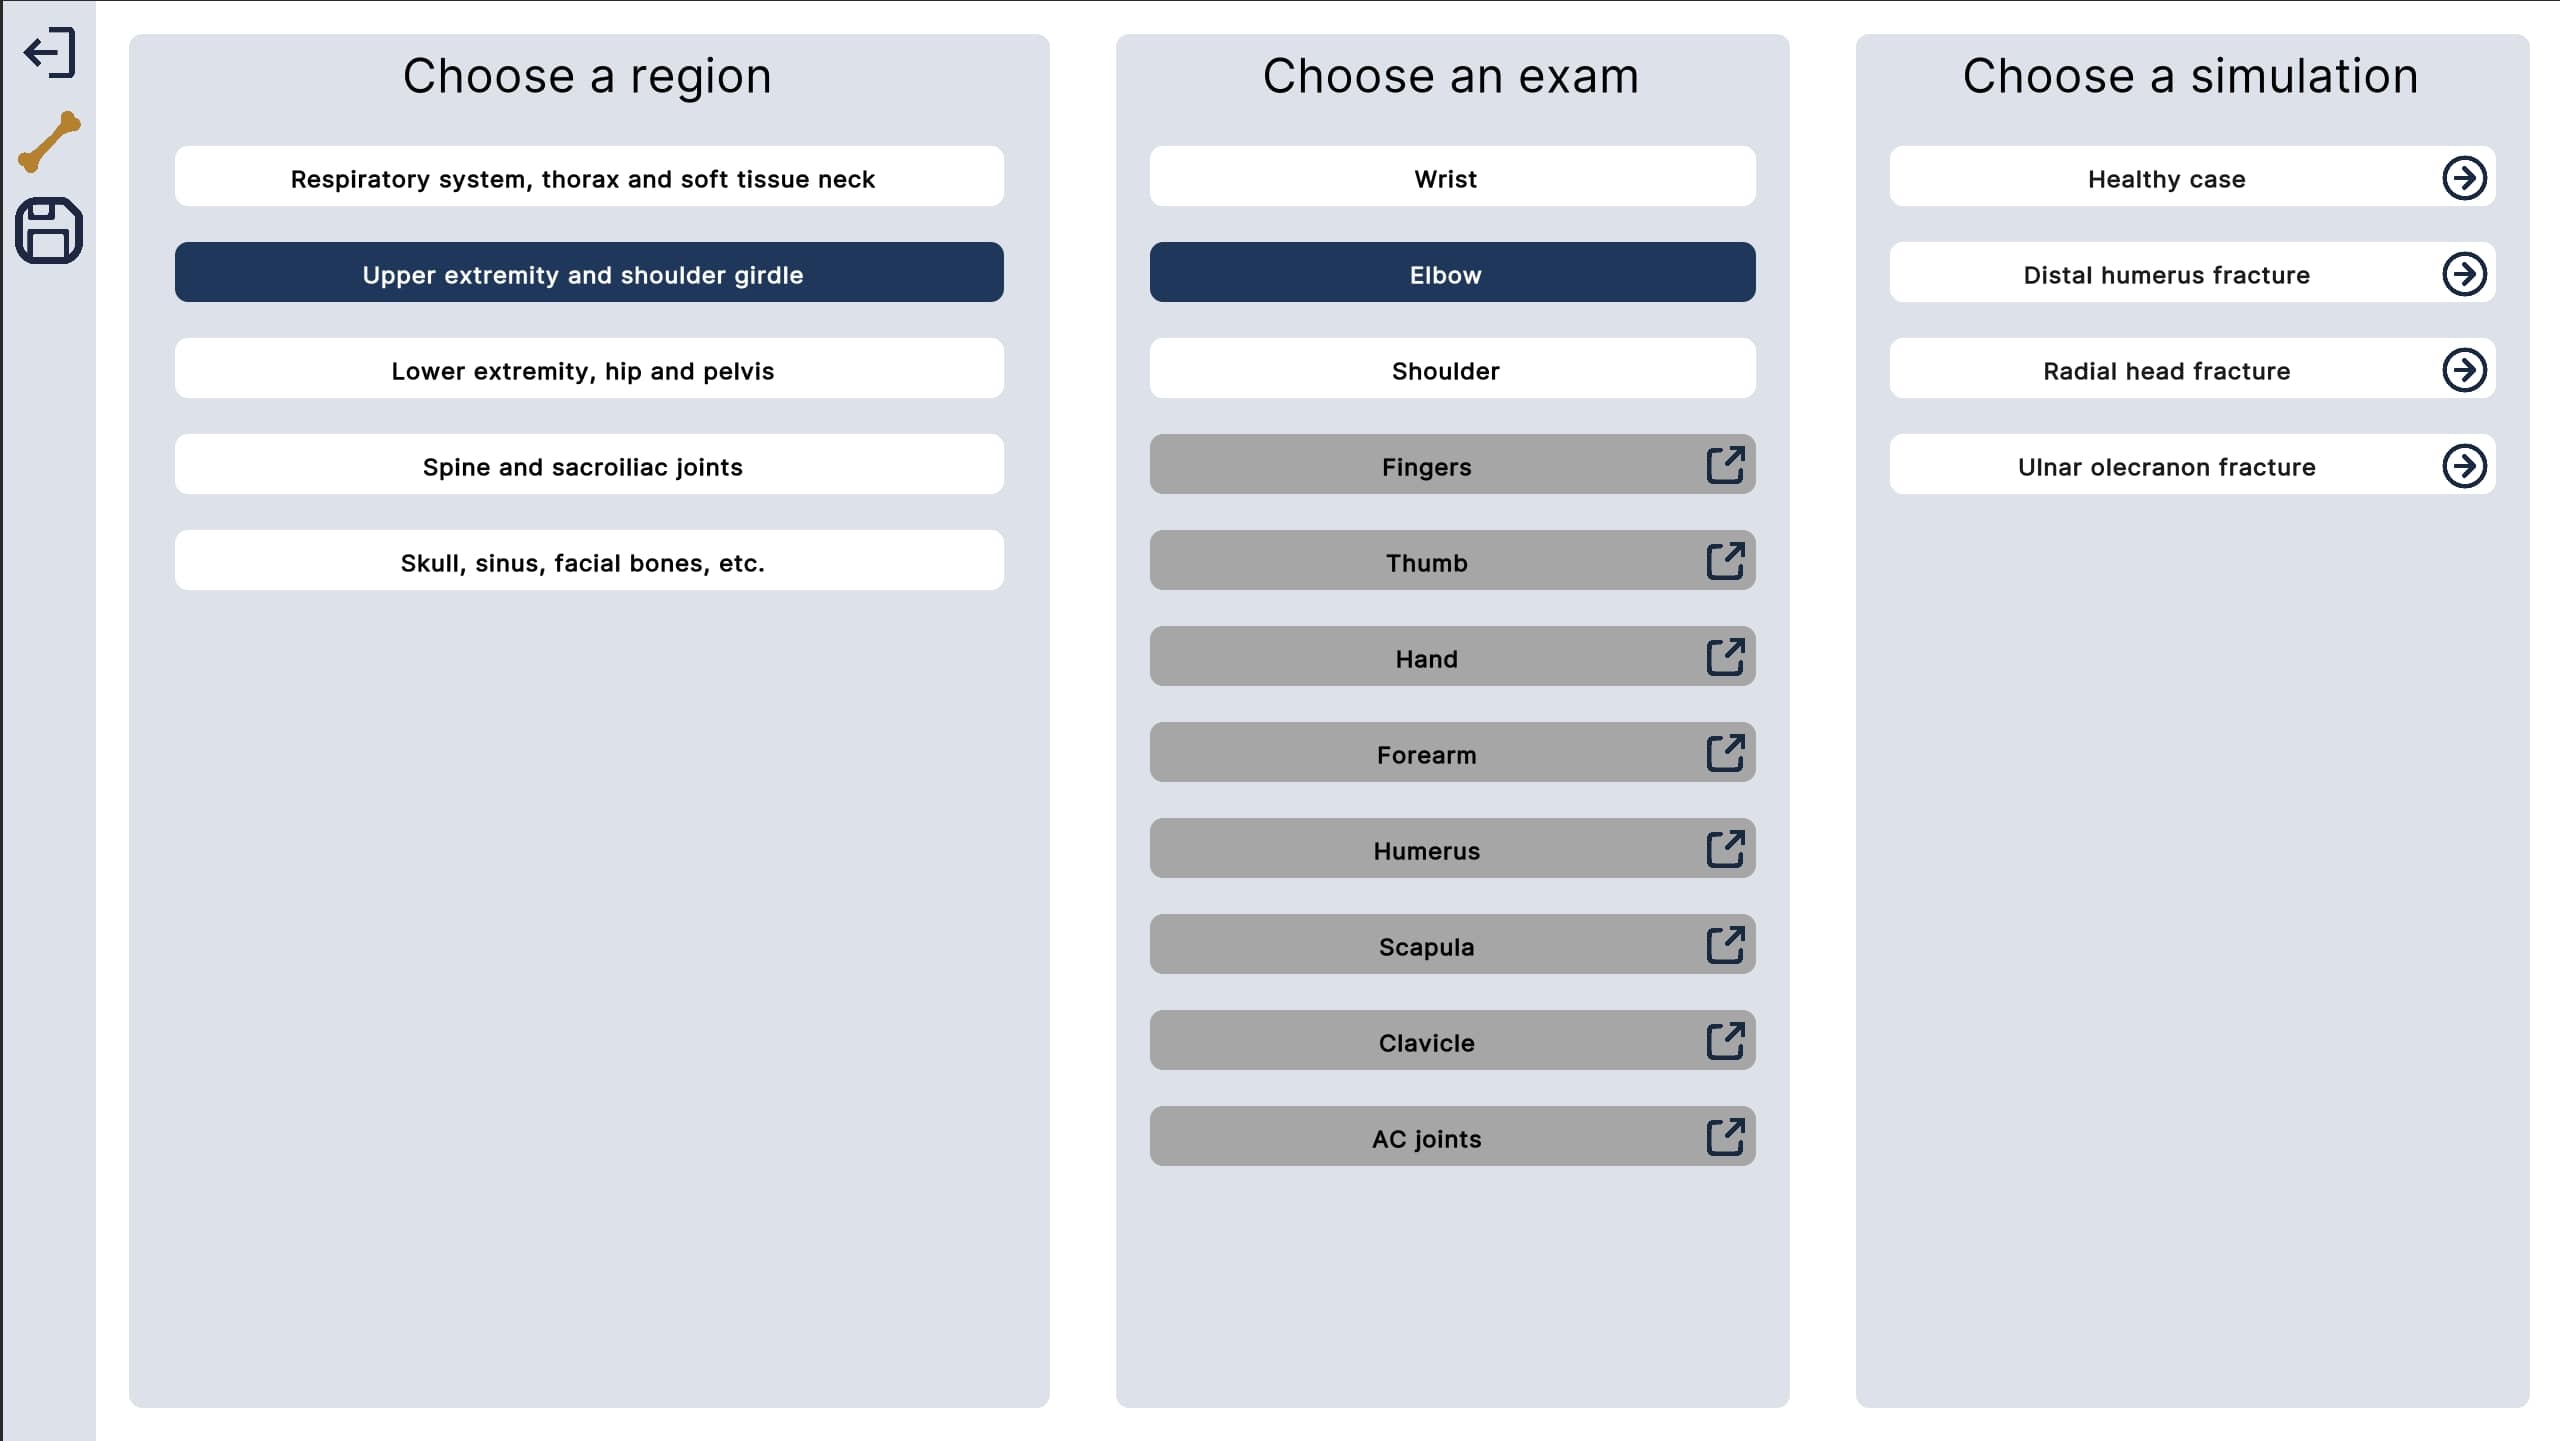 Choose a region
Respiratory system, thorax and soft tissue neck
Upper extremity and shoulder girdle
Lower extremity, hip and pelvis
Spine and sacroiliac joints
Skull, sinus, facial bones, etc.
Choose an exam
Wrist
Elbow
Shoulder
Fingers
Thumb
Hand
Forearm
Humerus
Scapula
Clavicle
AC joints
Choose a simulation
Healthy case
Distal humerus fracture
Radial head fracture
Ulnar olecranon fracture